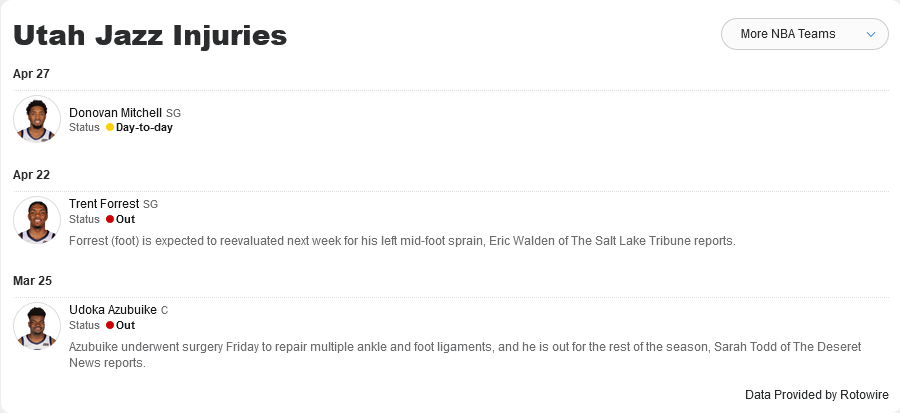 Utah Jazz Injuries
More NBA Teams
Apr 27
Donovan Mitchell SG
Status Day-to-day
Apr 22
Trent Forrest SG
Status Out
Forrest (foot) is expected to reevaluated next week for his left mid-foot sprain, Eric Walden of The Salt Lake Tribune reports.
Mar 25
Udoka Azubuike C
Status Out
Azubuike underwent surgery Friday to repair multiple ankle and foot ligaments, and he is out for the rest of the season, Sarah Todd of The Deseret
News reports.
Data Provided by Rotowire